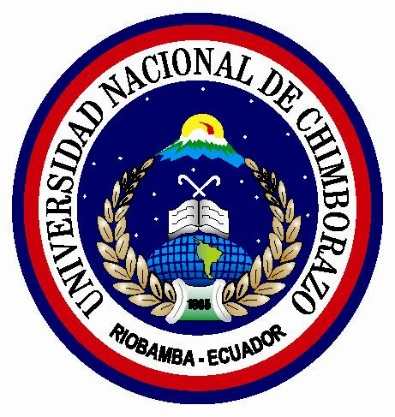 UNIVERSIDAD NACIONAL DE CHIMBORAZO
1995
RIOBAMBA - ECUADOR